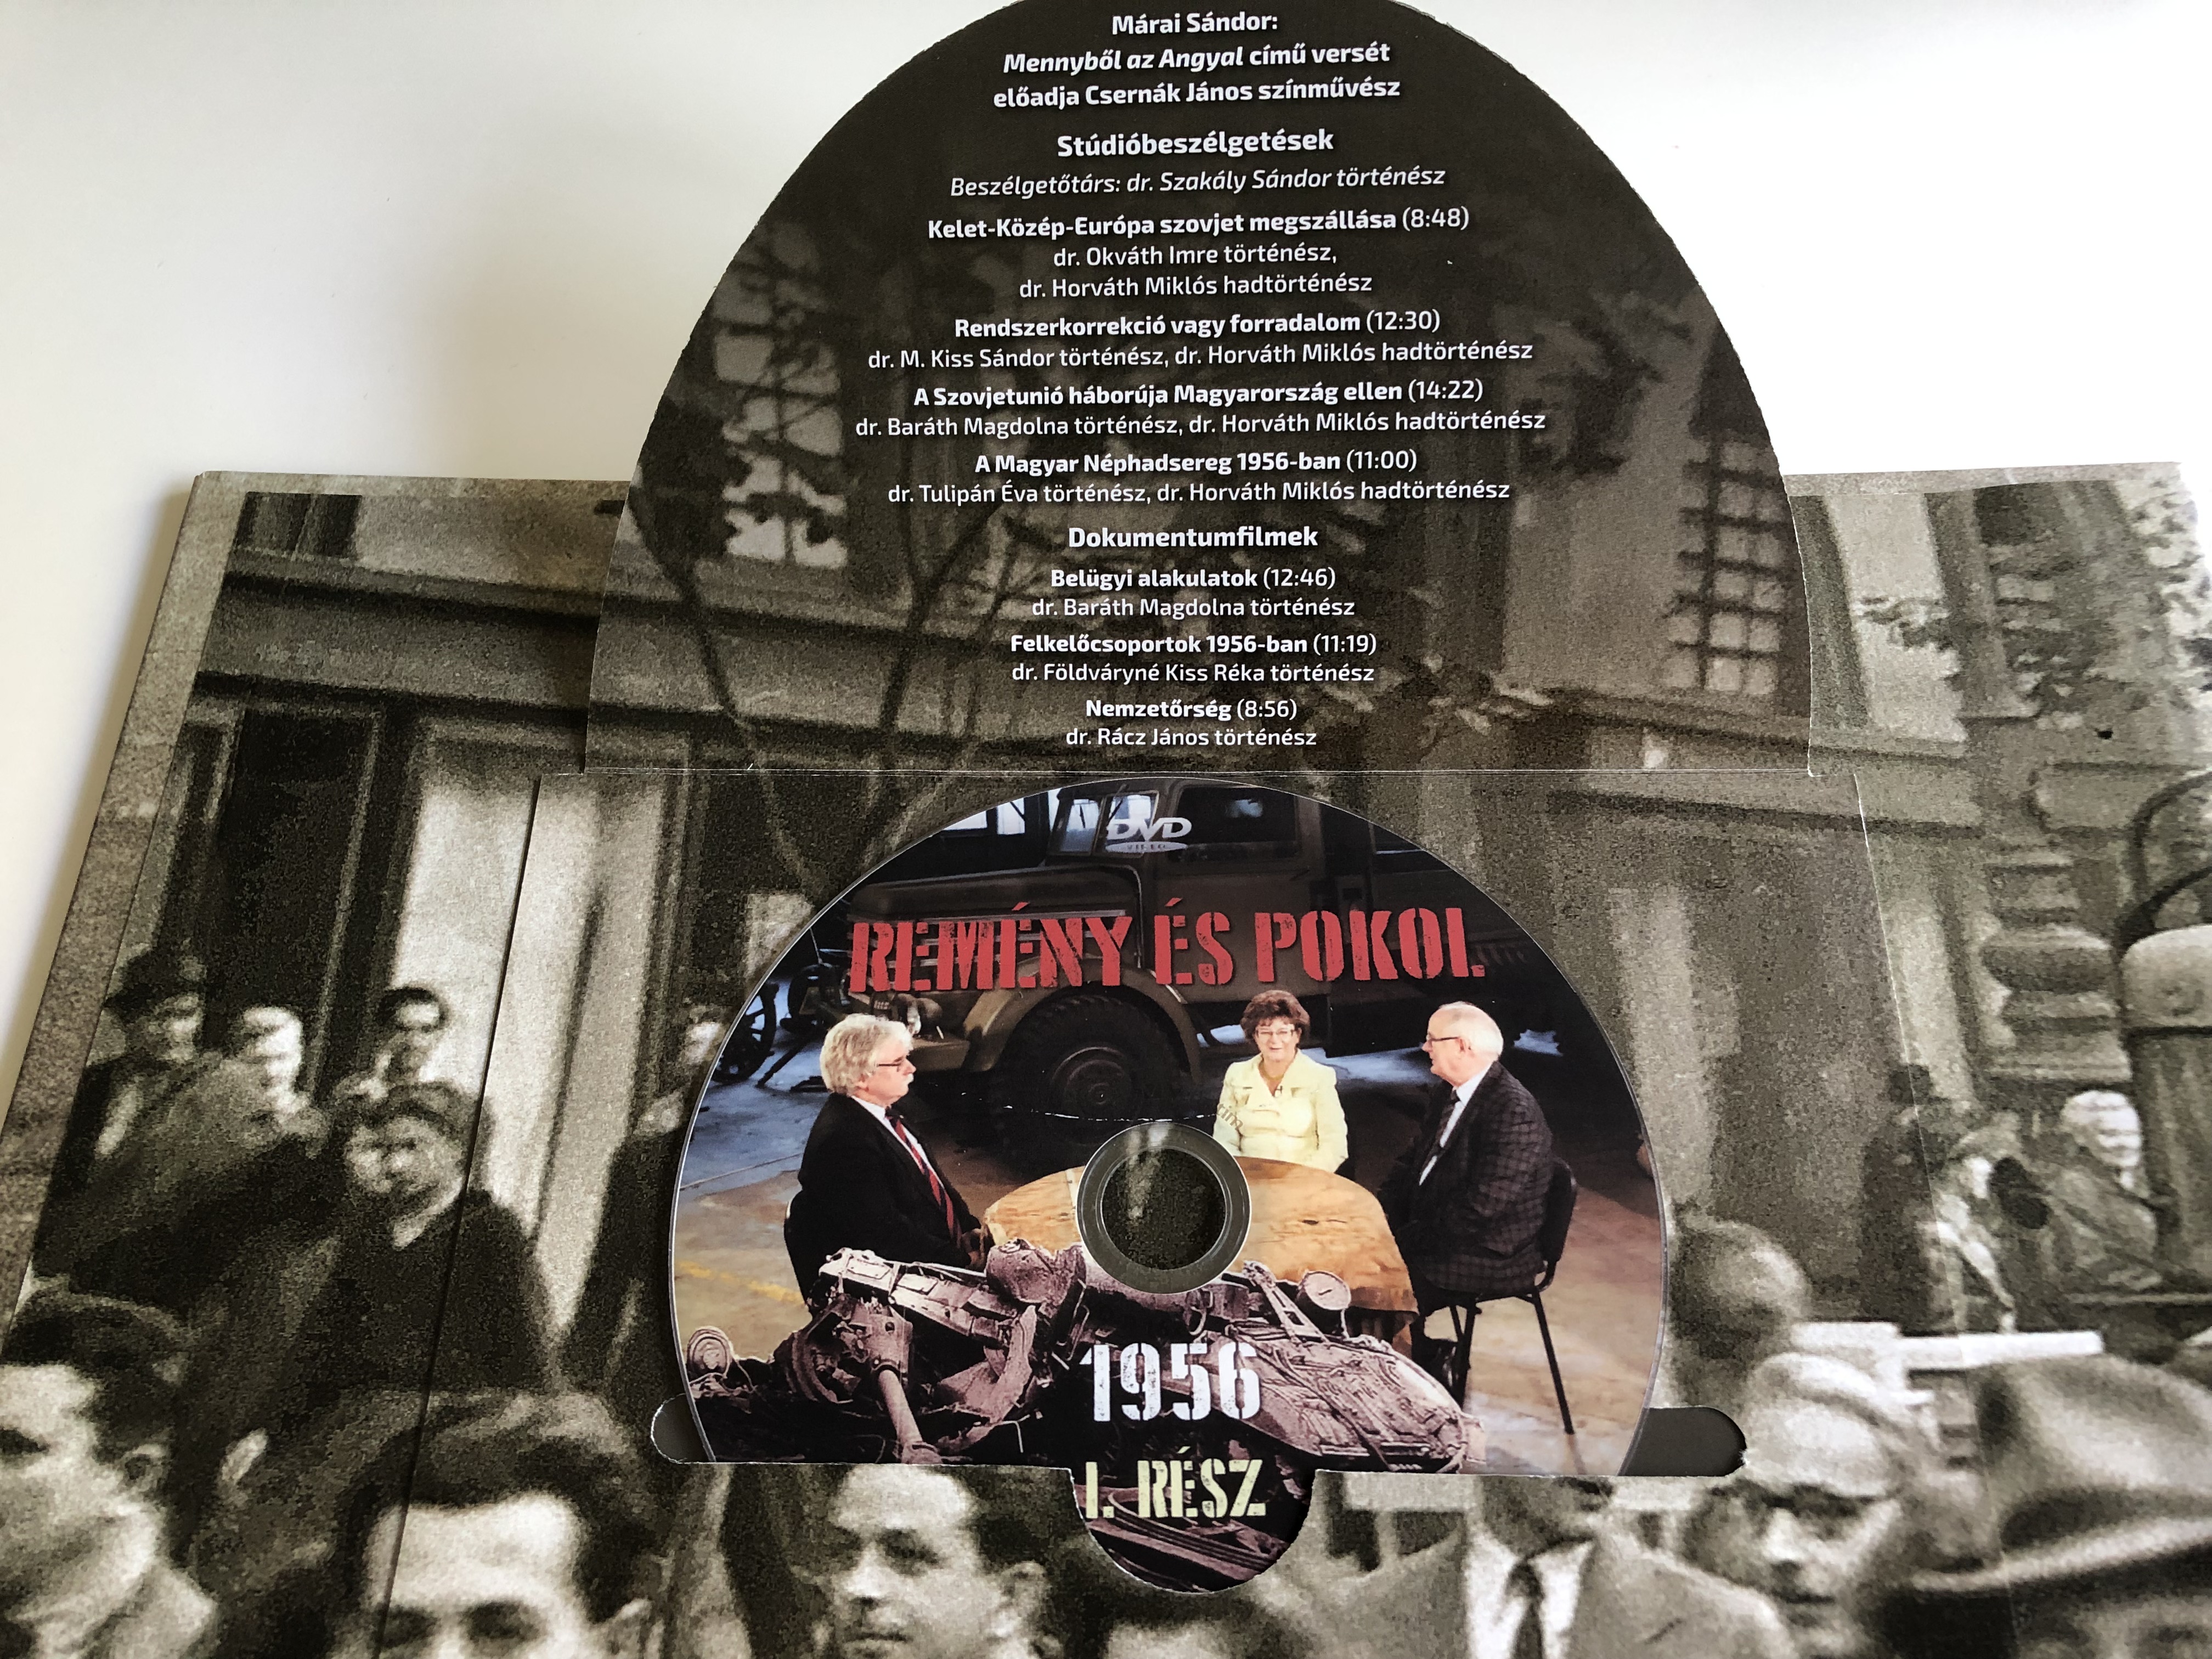 Márai Sándor:
Mennyből az Angyal című versét
előadja Csernák János színművész
Stúdióbeszélgetések
Beszélgetőtárs: dr. Szakály Sándor történész
Kelet-Közép-Európa szovjet megszállása (8:48)
dr. Okváth Imre történész,
dr. Horváth Miklós hadtörténész
Rendszerkorrekció vagy forradalom (12:30)
dr. M. Kiss Sándor történész, dr. Horváth Miklós hadtörténész
A Szovjetunió háborúja Magyarország ellen (14:22)
dr. Baráth Magdolna történész, dr. Horváth Miklós hadtörténész
A Magyar Néphadsereg 1956-ban (11:00)
dr. Tulipán Éva történész, dr. Horváth Miklós hadtörténész
Dokumentumfilmek
Belügyi alakulatok (12:46)
dr. Baráth Magdolna történész
Felkelőcsoportok 1956-ban (11:19)
dr. Földváryné Kiss Réka történész
Nemzetőrség (8:56)
dr. Rácz János történész
DVD
VIDEO
REMÉNY ÉS POKOL
1956
I. RÉSZ